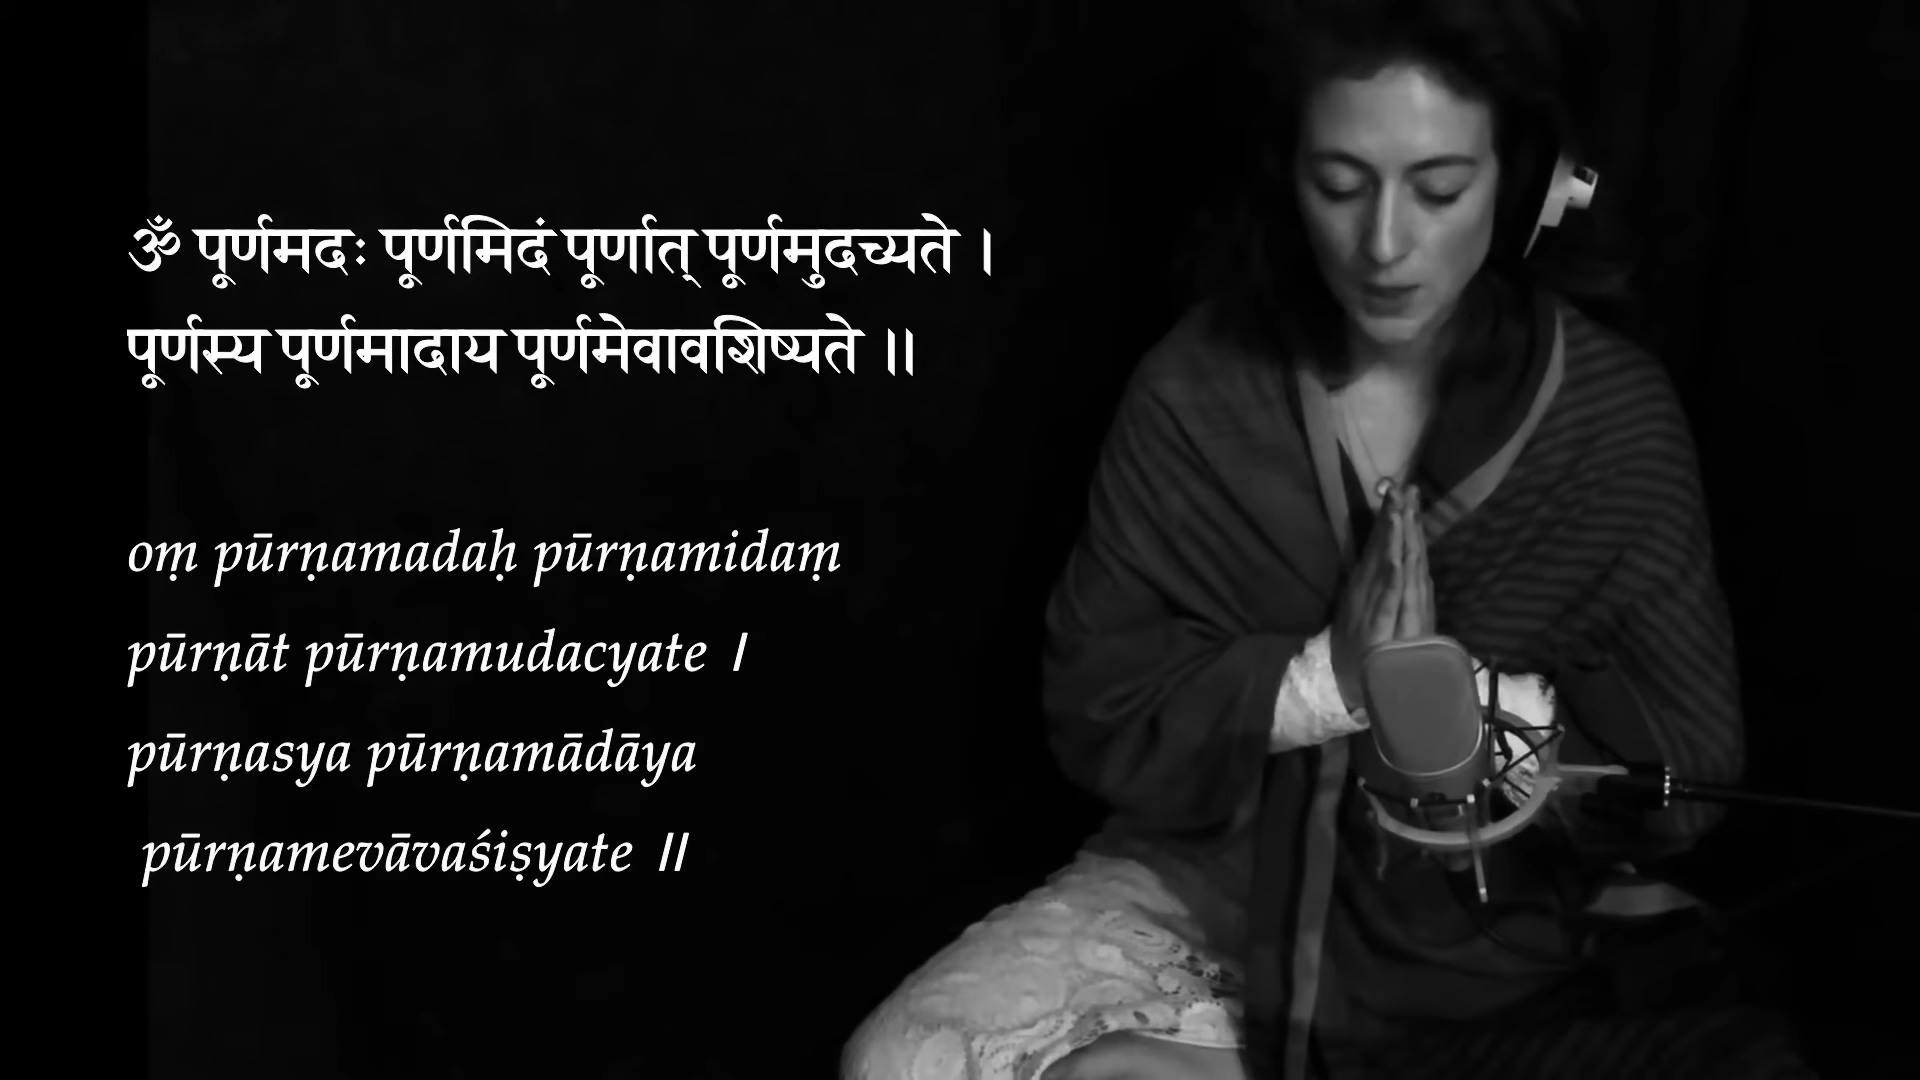 ॐ पूर्णमदः पूर्णमिदं पूर्णात् पूर्णमुदच्यते ।
पूर्णस्य पूर्णमादाय पूर्णमेवावशिष्यते ॥
oṃ pūrṇamadaḥ pūrṇamidaṃ
pūrṇāt pūrṇamudacyate ।
pūrṇasya pūrṇamādāya
pūrṇamevāvaśiṣyate ॥